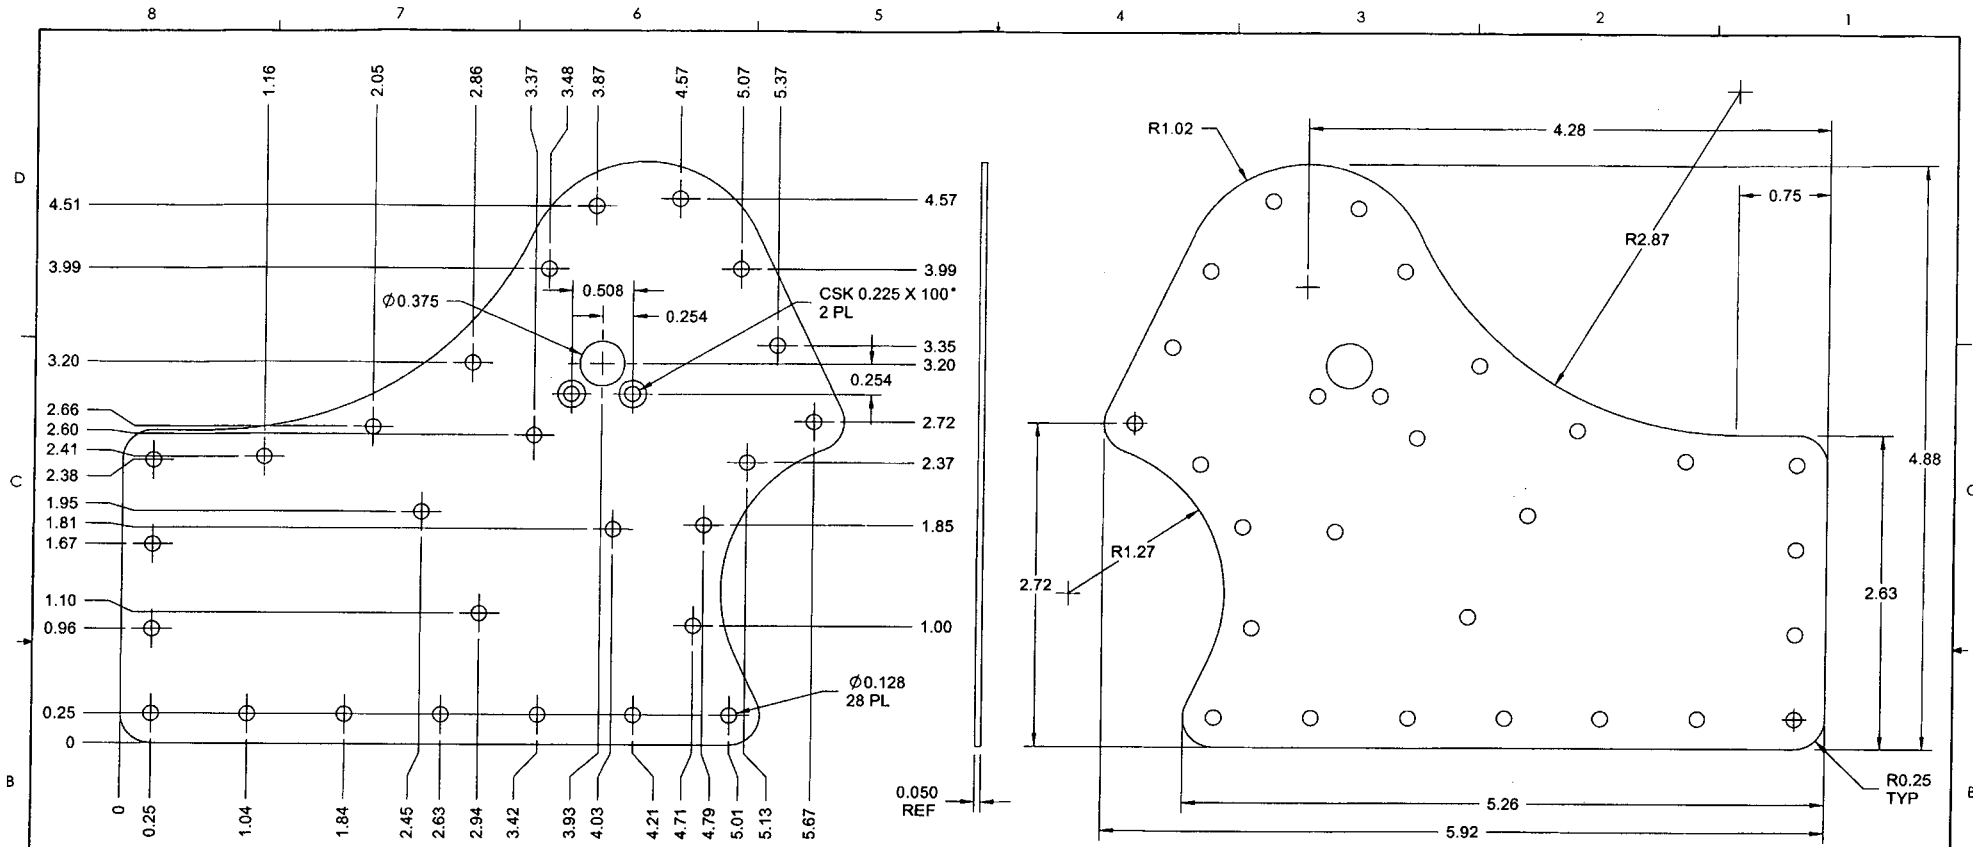 8 7 6 5 4 3 2 1
1.16 2.05 2.86 3.37 3.48 3.87 4.57 5.07 5.37
R1.02
4.28
D
4.51
4.57
0.75
R2.87
3.99
3.99
0.508
CSK 0.225 X 100°
2 PL
Ø0.375
0.254
3.35
3.20
3.20
0.254
2.66
2.60
2.41
2.38
2.72
2.37
4.88
C
C
1.95
1.81
1.67
1.85
R1.27
2.72
2.63
1.10
0.96
1.00
Ø0.128
28 PL
0.25
0
B
B
0.050
REF
R0.25
TYP
5.26
5.92
0 0.25 1.04 1.84 2.45 2.63 2.94 3.42 3.93 4.03 4.21 4.71 4.79 5.01 5.13 5.67